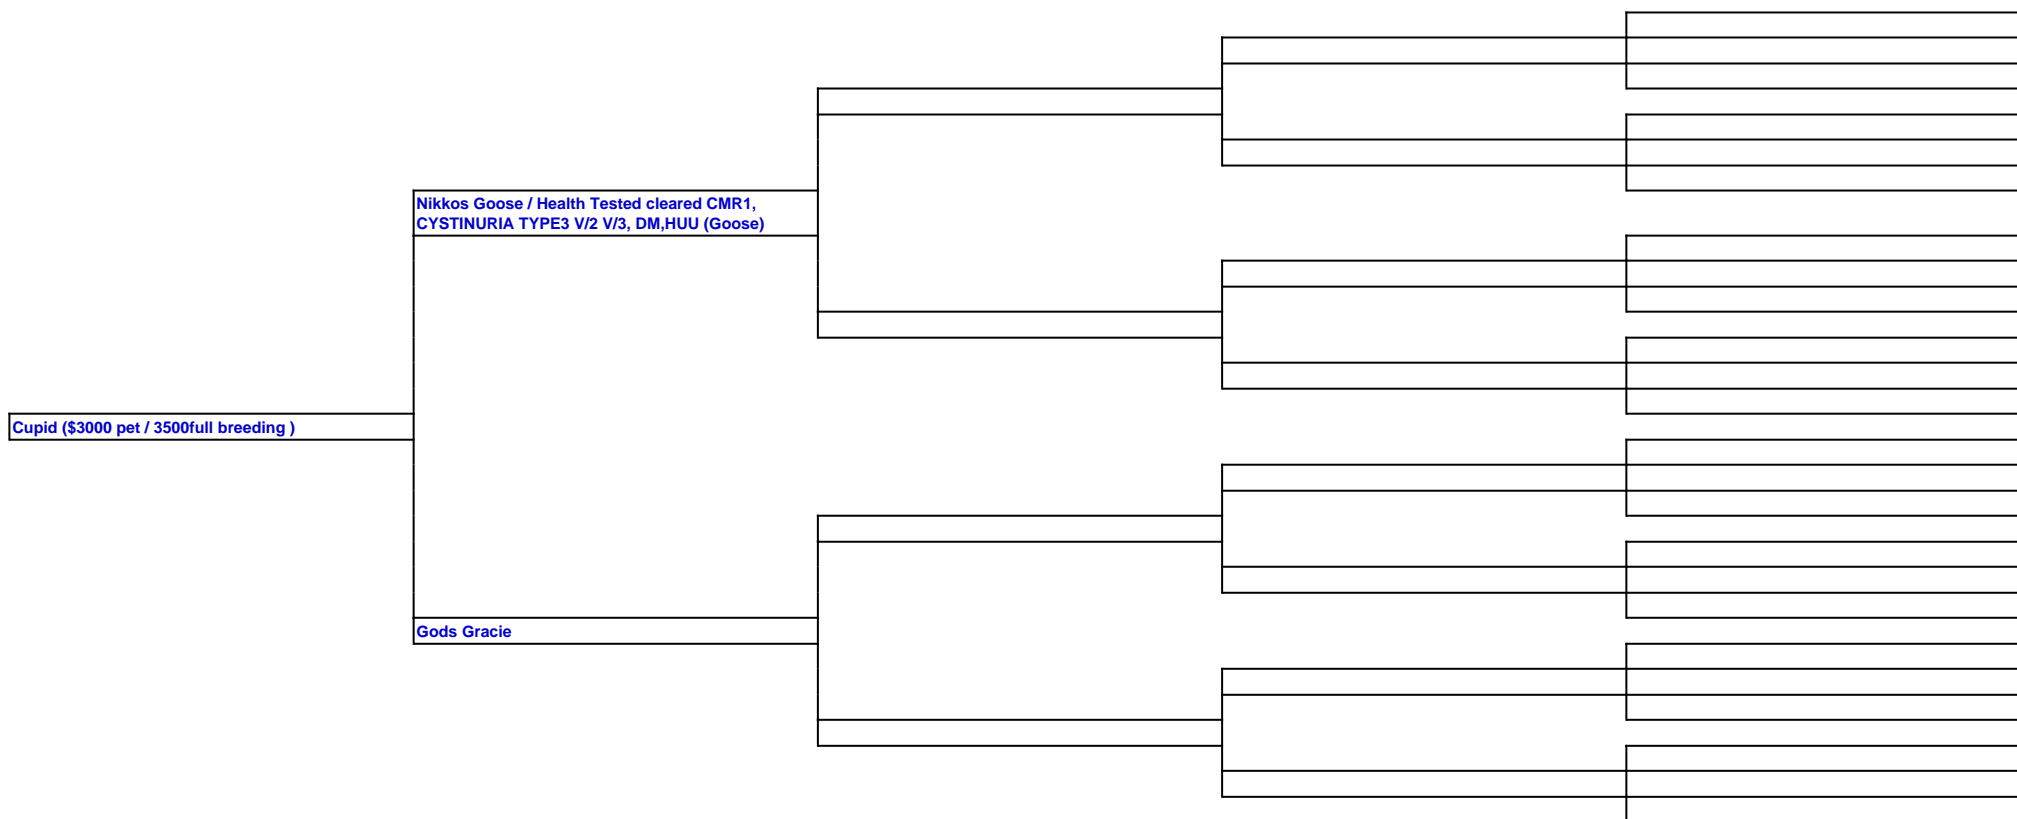 Nikkos Goose / Health Tested cleared CMR1,
CYSTINURIA TYPE3 V/2 V/3, DM,HUU (Goose)
Cupid ($3000 pet / 3500full breeding )
Gods Gracie